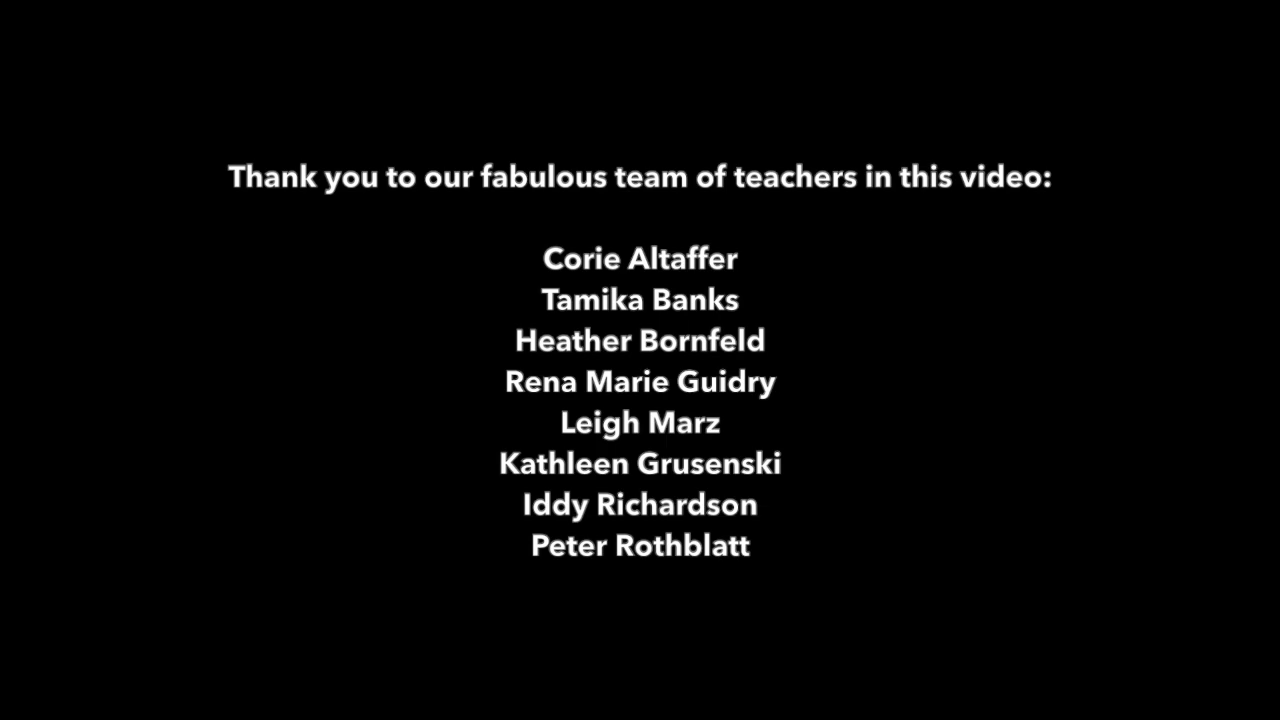 Thank you to our fabulous team of teachers in this video:
Corie Altaffer
Tamika Banks
Heather Bornfeld
Rena Marie Guidry
Leigh Marz
Kathleen Grusenski
Iddy Richardson
Peter Rothblatt